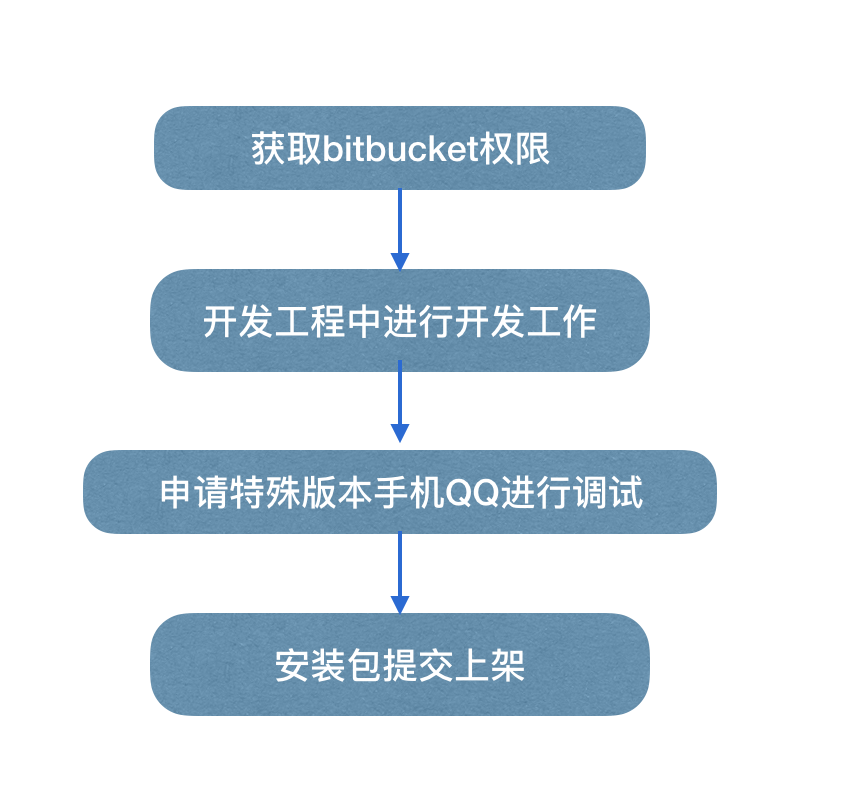 获取bitbucket权限
开发工程中进行开发工作
申请特殊版本手机QQ进行调试
安装包提交上架